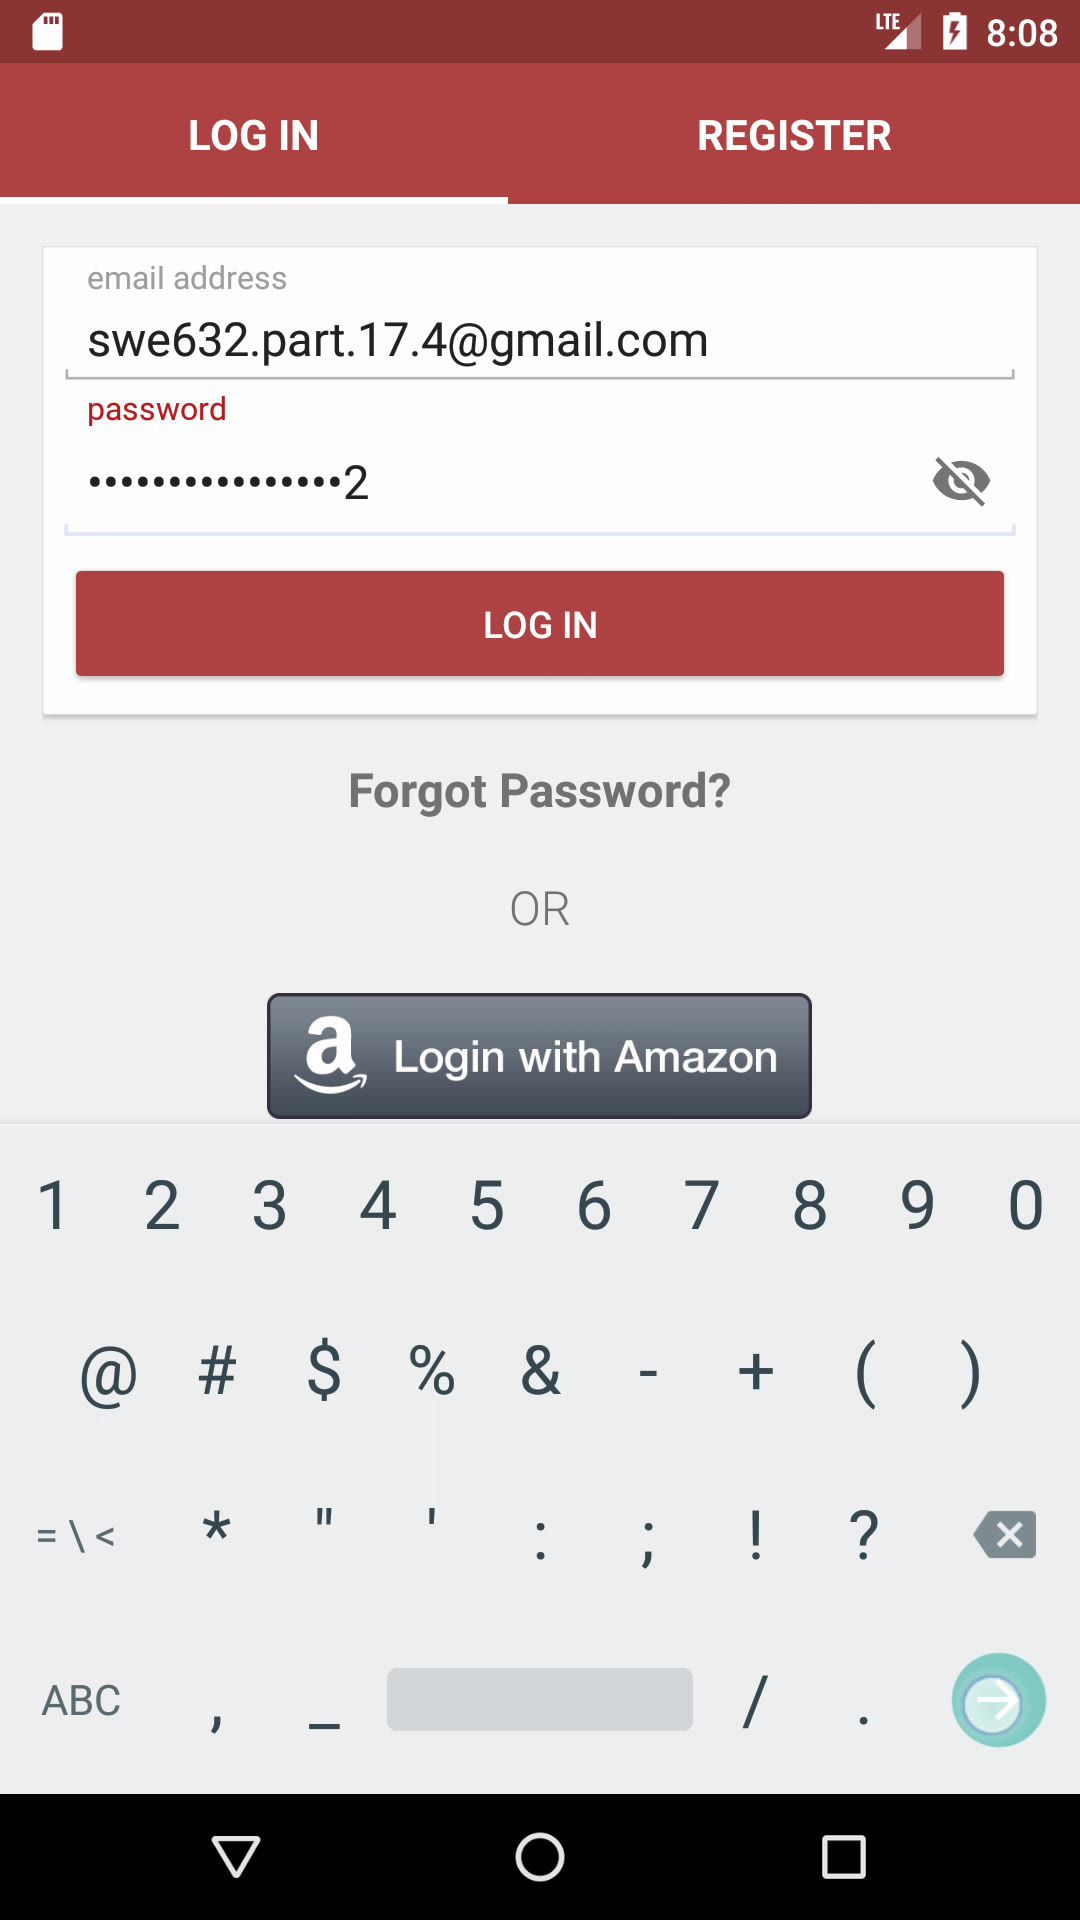 LTE 8:08
LOG IN REGISTER
email address
swe632.part.17.4@gmail.com
password
••••••••••••••••2
LOG IN
Forgot Password?
OR
a Login with Amazon
1 2 3 4 5 6 7 8 9 0
@ # $ % & - + ( )
= \ < * " ' : ; ! ?
ABC , _ / .